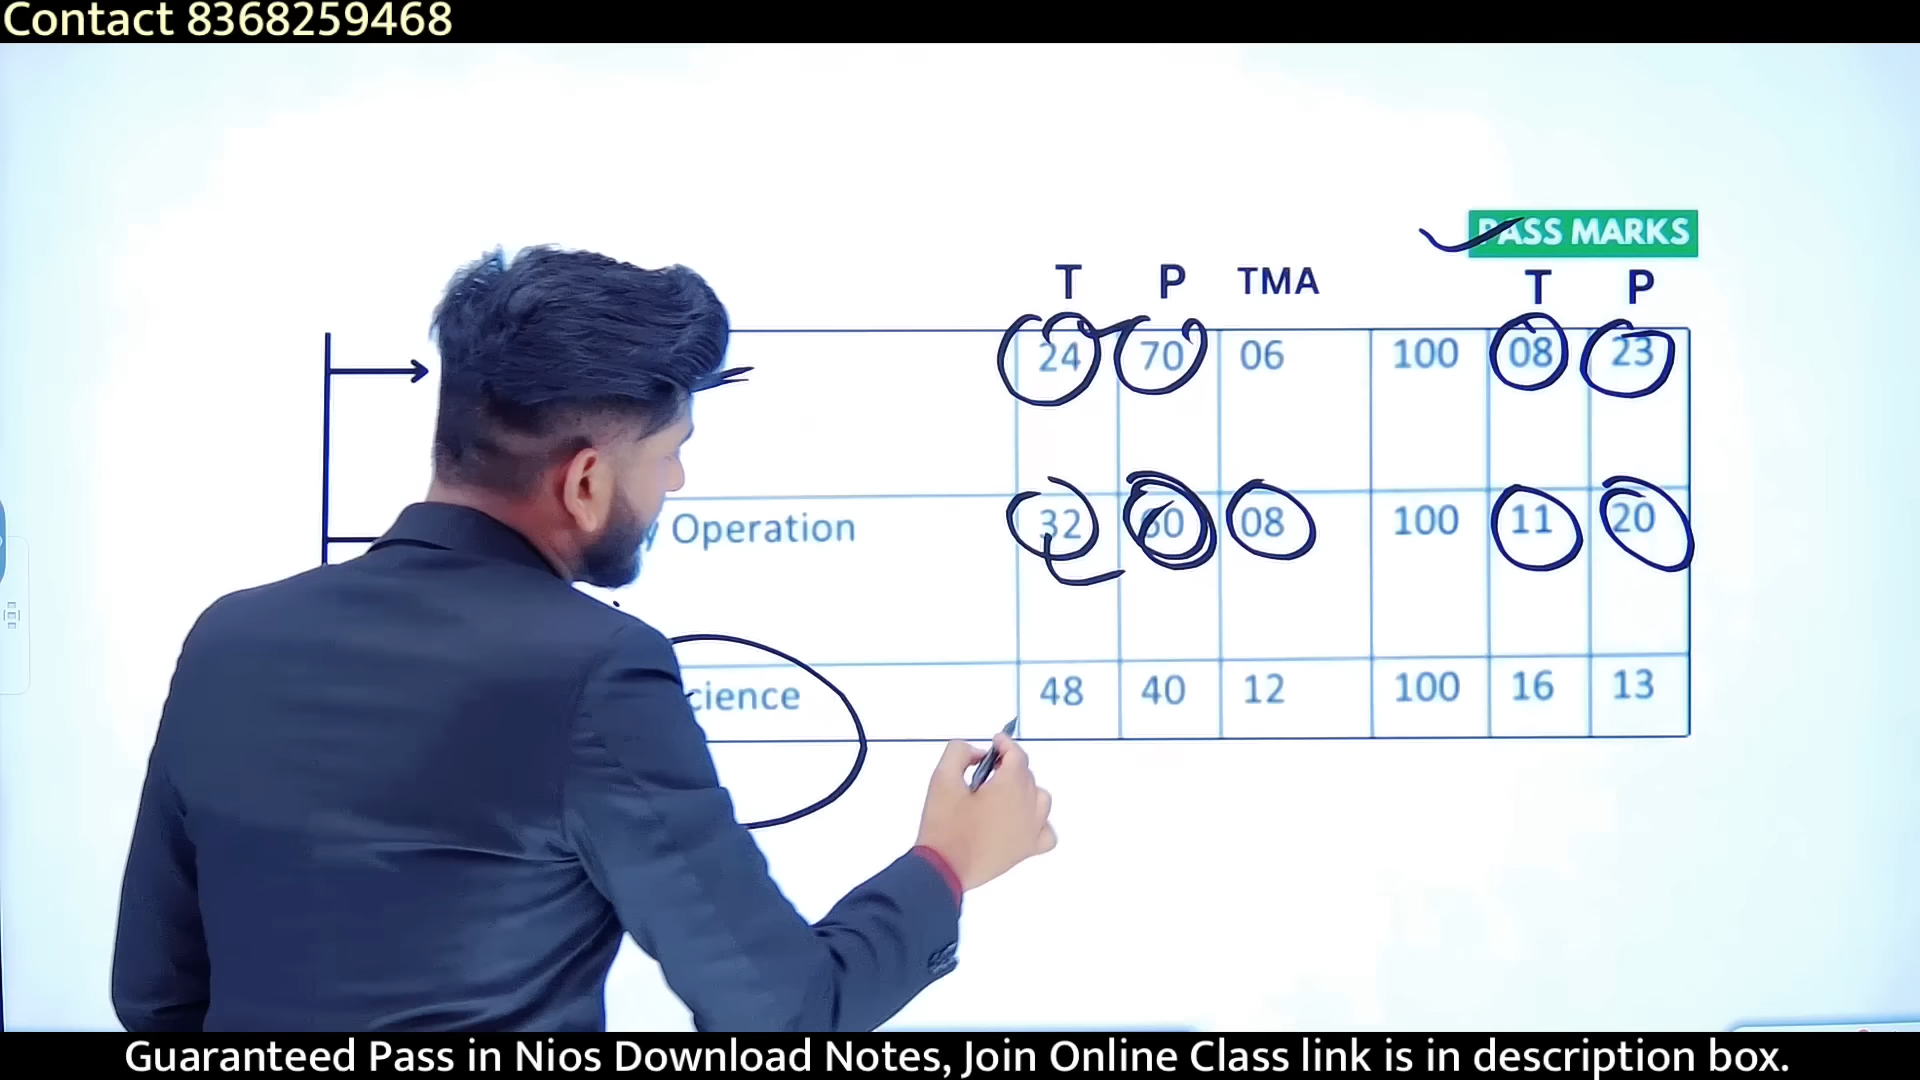 Contact 8368259468
PASS MARKS
T P TMA T P
24 70 06 100 08 23
Operation 32 60 08 100 11 20
48 40 12 100 16 13
Guaranteed Pass in Nios Download Notes, Join Online Class link is in description box.